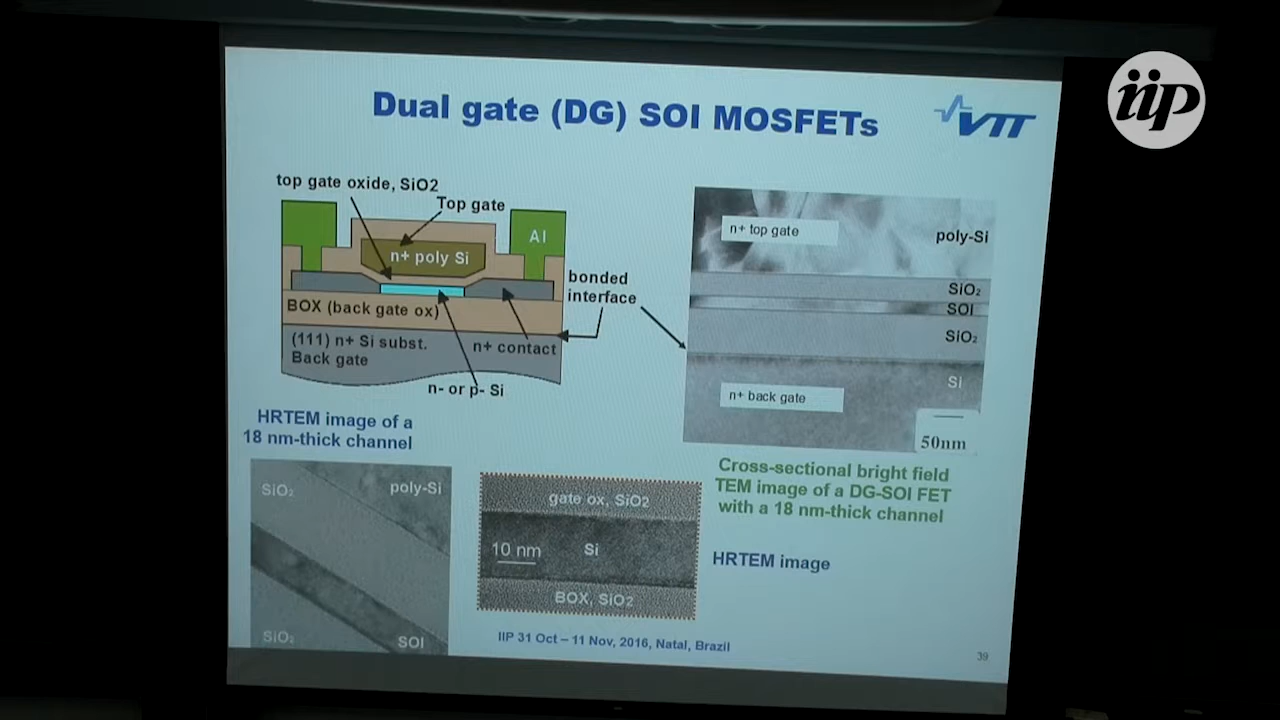 Dual gate (DG) SOI MOSFETs
VTT
iip
top gate oxide, SiO2
Top gate
Al
n+ poly Si
bonded
interface
BOX (back gate ox)
(111) n+ Si subst.
Back gate
n+ contact
n- or p- Si
n+ top gate
poly-Si
SiO₂
SOI
SiO₂
Si
n+ back gate
50nm
HRTEM image of a
18 nm-thick channel
Cross-sectional bright field
TEM image of a DG-SOI FET
with a 18 nm-thick channel
SiO₂
poly-Si
SiO₂
SOI
gate ox, SiO₂
10 nm
Si
BOX, SiO₂
HRTEM image
IIP 31 Oct – 11 Nov, 2016, Natal, Brazil
39